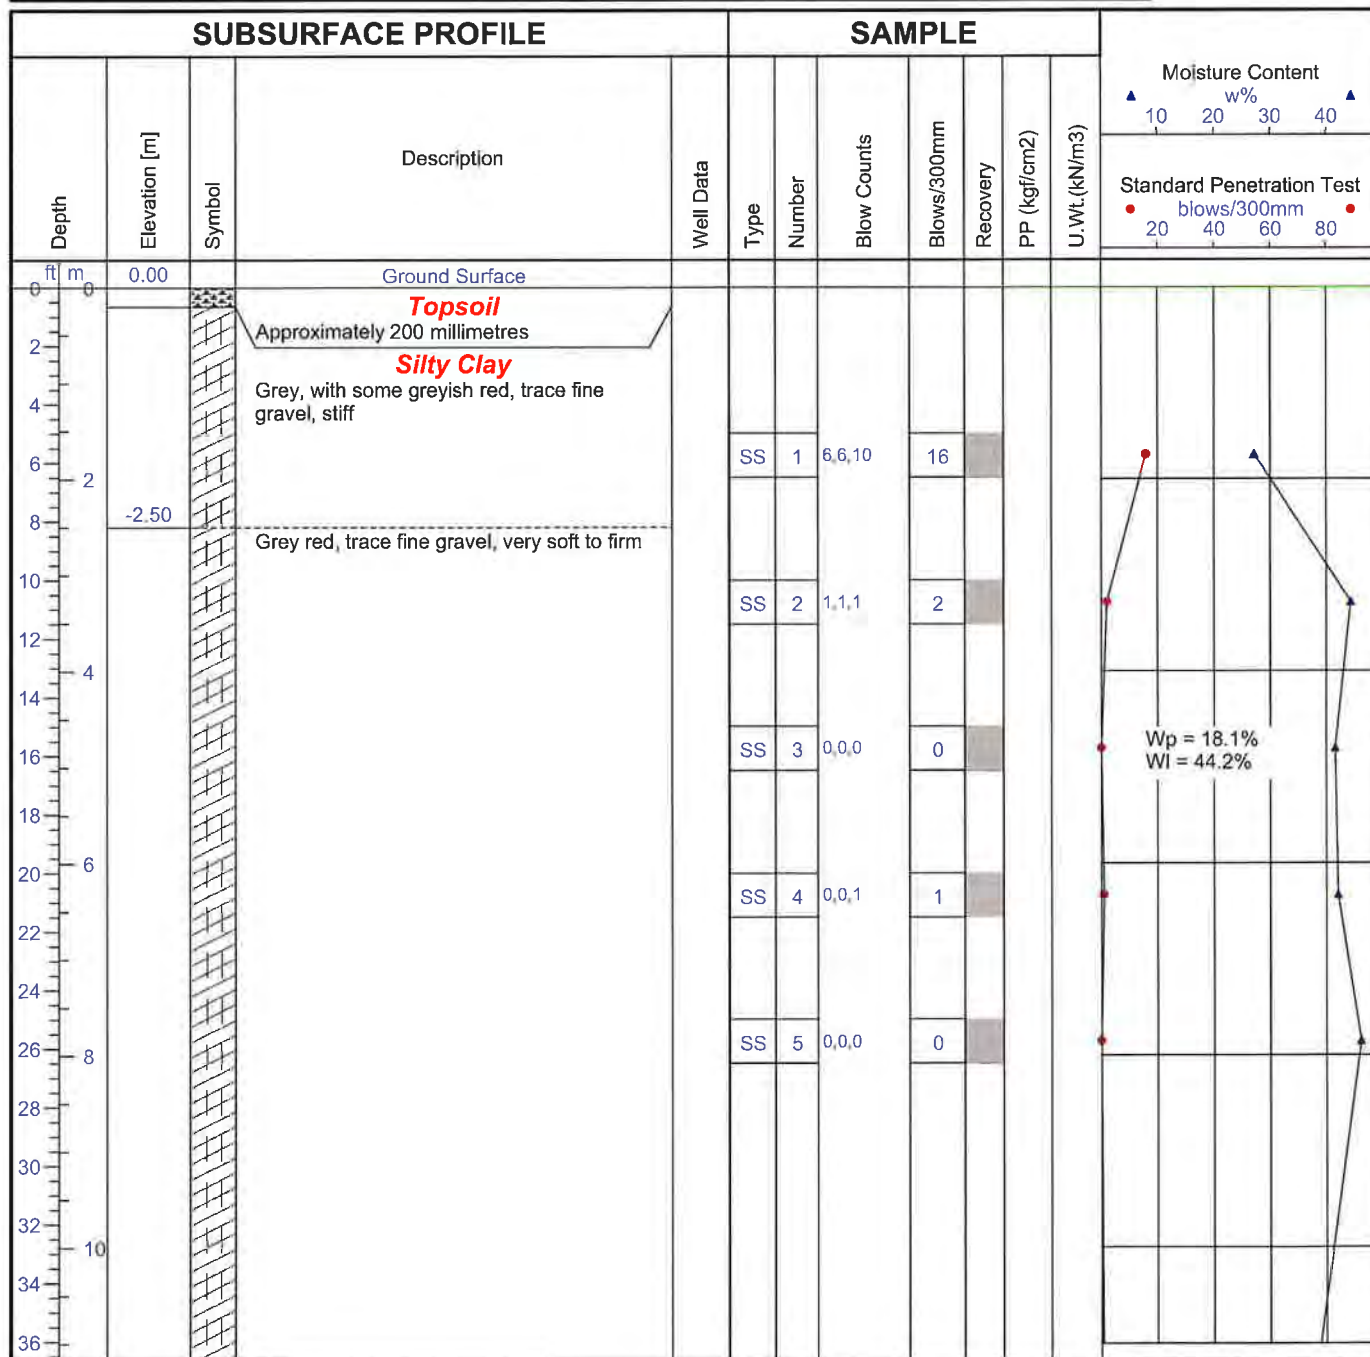 SUBSURFACE PROFILE
SAMPLE
Depth
Elevation [m]
Symbol
Description
Well Data
Type
Number
Blow Counts
Blows/300mm
Recovery
PP (kgf/cm2)
U.Wt.(kN/m3)
Moisture Content
w%
10 20 30 40
Standard Penetration Test
blows/300mm
20 40 60 80
ft m 0.00 Ground Surface
0 0
Topsoil
Approximately 200 millimetres
2
Silty Clay
Grey, with some greyish red, trace fine
4
gravel, stiff
6 SS 1 6,6,10 16
2
-2.50
8
Grey red, trace fine gravel, very soft to firm
10
SS 2 1,1,1 2
12
4
14
Wp = 18.1%
16 SS 3 0,0,0 0
Wl = 44.2%
18
6
20
SS 4 0,0,1 1
22
24
26 SS 5 0,0,0 0
8
28
30
32
10
34
36